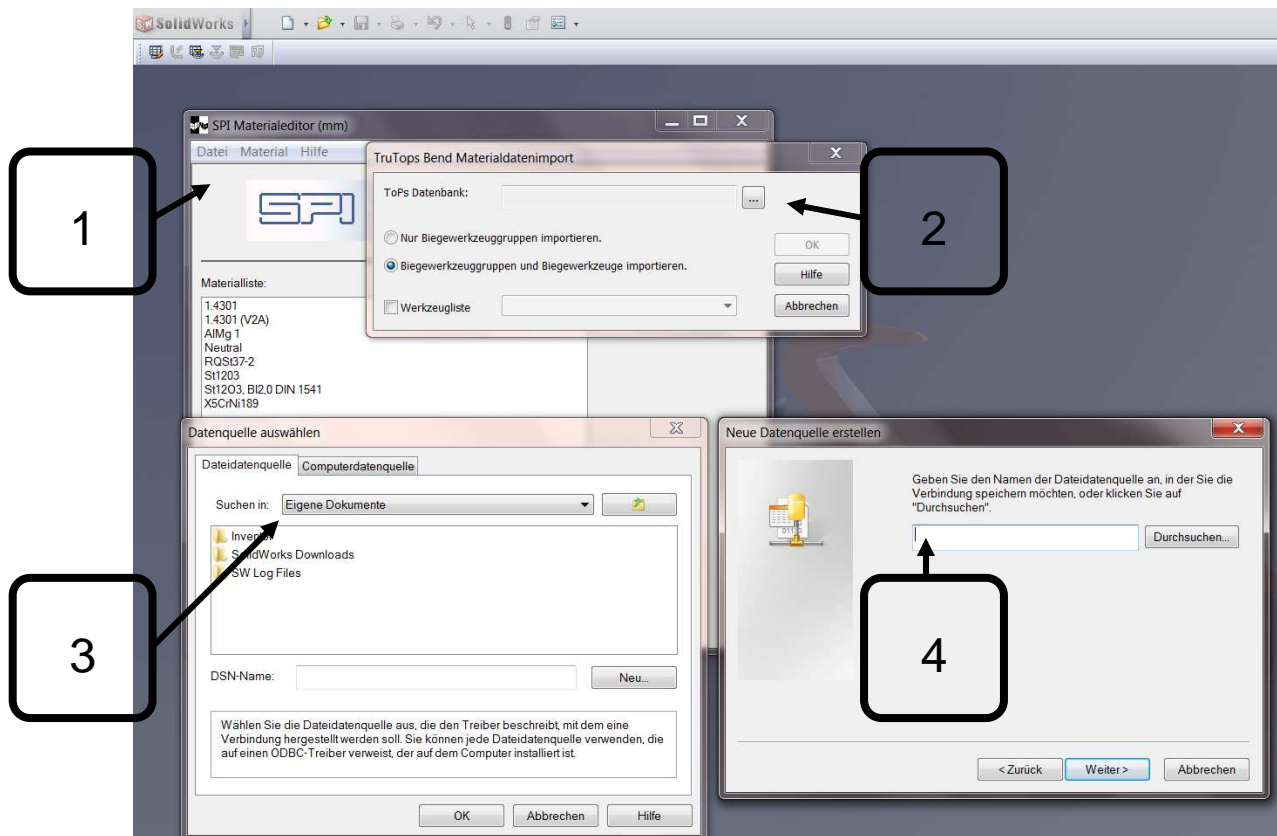 SolidWorks
SPI Materialeditor (mm)
Datei Material Hilfe
SPI
Materialliste:
1.4301
1.4301 (V2A)
AlMg 1
Neutral
RQSt37-2
St1203
St12O3, Bl2,0 DIN 1541
X5CrNi189
1
TruTops Bend Materialdatenimport
ToPs Datenbank:
...
Nur Biegewerkzeuggruppen importieren.
Biegewerkzeuggruppen und Biegewerkzeuge importieren.
Werkzeugliste
OK
Hilfe
Abbrechen
2
Datenquelle auswählen
Dateidatenquelle Computerdatenquelle
Suchen in: Eigene Dokumente
Inventor
SolidWorks Downloads
SW Log Files
DSN-Name:
Neu...
Wählen Sie die Dateidatenquelle aus, die den Treiber beschreibt, mit dem eine
Verbindung hergestellt werden soll. Sie können jede Dateidatenquelle verwenden, die
auf einen ODBC-Treiber verweist, der auf dem Computer installiert ist.
OK Abbrechen Hilfe
3
Neue Datenquelle erstellen
Geben Sie den Namen der Dateidatenquelle an, in der Sie die
Verbindung speichern möchten, oder klicken Sie auf
"Durchsuchen".
Durchsuchen...
4
< Zurück Weiter > Abbrechen